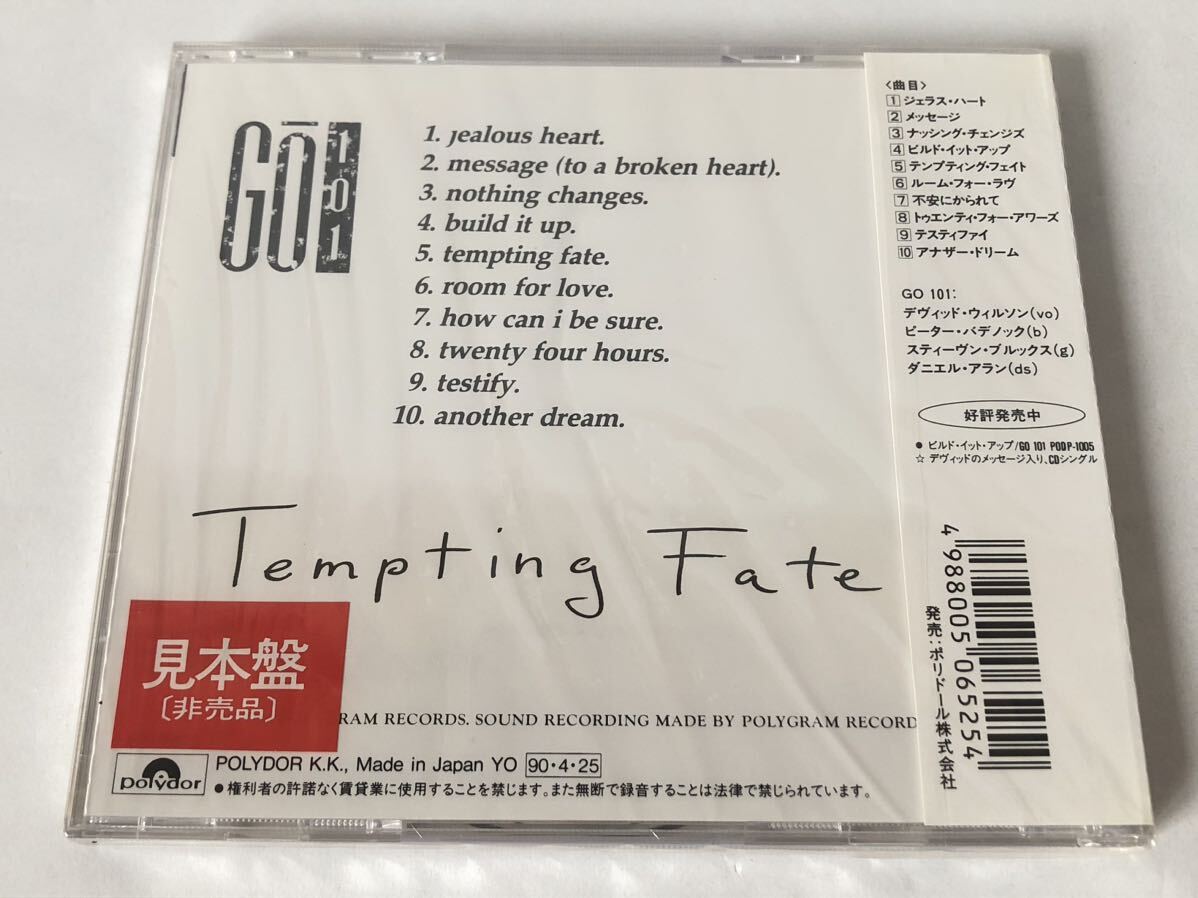 GO 101
1. jealous heart.
2. message (to a broken heart).
3. nothing changes.
4. build it up.
5. tempting fate.
6. room for love.
7. how can i be sure.
8. twenty four hours.
9. testify.
10. another dream.
Tempting Fate
見本盤
〔非売品〕
RAM RECORDS. SOUND RECORDING MADE BY POLYGRAM RECORD
polydor
POLYDOR K.K., Made in Japan YO 90・4・25
●権利者の許諾なく賃貸業に使用することを禁じます。また無断で録音することは法律で禁じられています。
〈曲目〉
1 ジェラス・ハート
2 メッセージ
3 ナッシング・チェンジズ
4 ビルド・イット・アップ
5 テンプティング・フェイト
6 ルーム・フォー・ラヴ
7 不安にかられて
8 トゥエンティ・フォー・アワーズ
9 テスティファイ
10 アナザー・ドリーム
GO 101:
デヴィッド・ウィルソン(vo)
ピーター・バデノック(b)
スティーヴン・ブルックス(g)
ダニエル・アラン(ds)
好評発売中
● ビルド・イット・アップ/GO 101 PODP-1005
☆ デヴィッドのメッセージ入り、CDシングル
4 988005 065254
発売:ポリドール株式会社